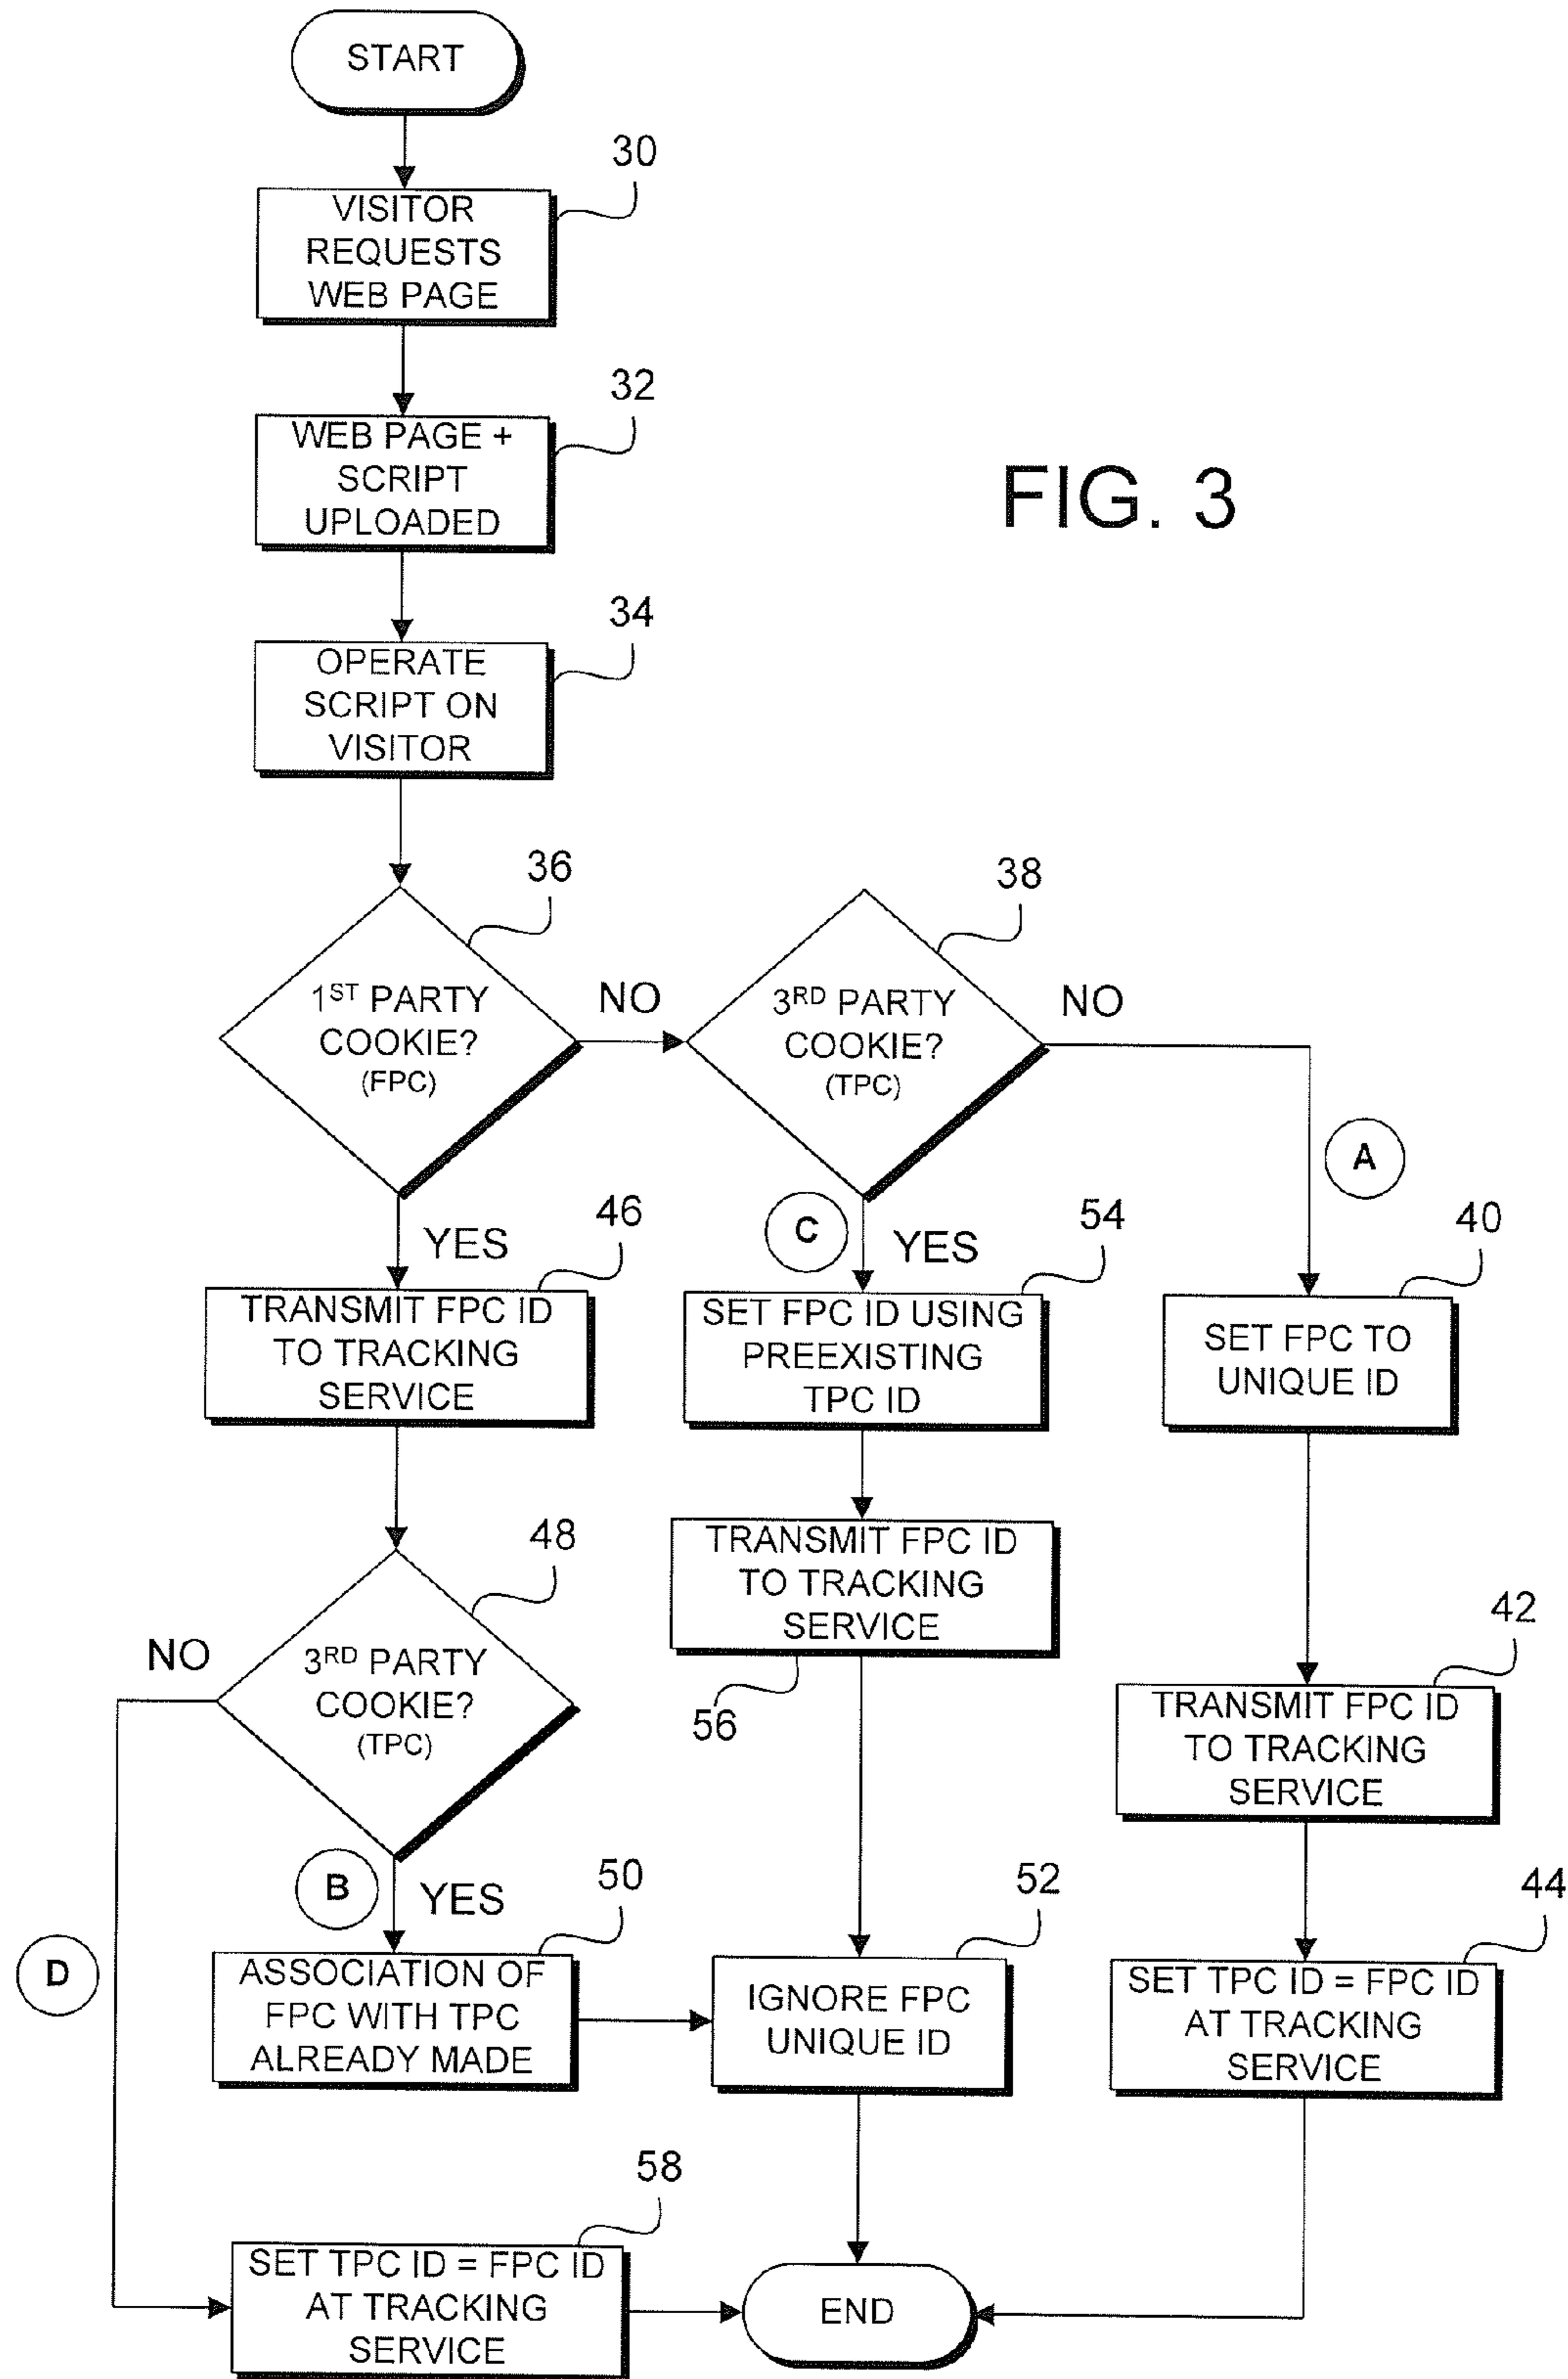 START
30
VISITOR
REQUESTS
WEB PAGE
32
WEB PAGE +
SCRIPT
UPLOADED
FIG. 3
34
OPERATE
SCRIPT ON
VISITOR
36
1ST PARTY
COOKIE?
(FPC)
NO
38
3RD PARTY
COOKIE?
(TPC)
NO
A
YES
46
TRANSMIT FPC ID
TO TRACKING
SERVICE
C
YES
54
SET FPC ID USING
PREEXISTING
TPC ID
40
SET FPC TO
UNIQUE ID
48
3RD PARTY
COOKIE?
(TPC)
NO
TRANSMIT FPC ID
TO TRACKING
SERVICE
56
42
TRANSMIT FPC ID
TO TRACKING
SERVICE
B
YES
50
ASSOCIATION OF
FPC WITH TPC
ALREADY MADE
52
IGNORE FPC
UNIQUE ID
44
SET TPC ID = FPC ID
AT TRACKING
SERVICE
D
58
SET TPC ID = FPC ID
AT TRACKING
SERVICE
END